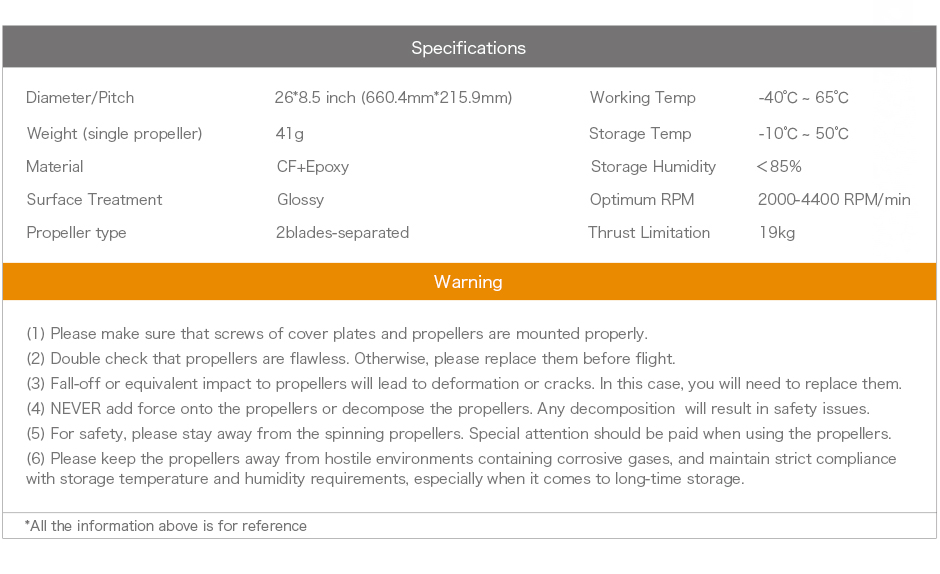 Specifications
Diameter/Pitch 26*8.5 inch (660.4mm*215.9mm) Working Temp -40℃ ~ 65℃
Weight (single propeller) 41g Storage Temp -10℃ ~ 50℃
Material CF+Epoxy Storage Humidity ＜85%
Surface Treatment Glossy Optimum RPM 2000-4400 RPM/min
Propeller type 2blades-separated Thrust Limitation 19kg
Warning
(1) Please make sure that screws of cover plates and propellers are mounted properly.
(2) Double check that propellers are flawless. Otherwise, please replace them before flight.
(3) Fall-off or equivalent impact to propellers will lead to deformation or cracks. In this case, you will need to replace them.
(4) NEVER add force onto the propellers or decompose the propellers. Any decomposition  will result in safety issues.
(5) For safety, please stay away from the spinning propellers. Special attention should be paid when using the propellers.
(6) Please keep the propellers away from hostile environments containing corrosive gases, and maintain strict compliance
with storage temperature and humidity requirements, especially when it comes to long-time storage.
*All the information above is for reference